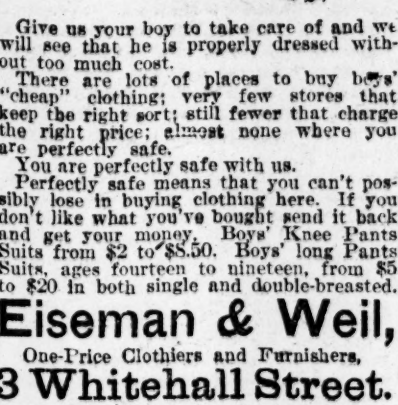 Give us your boy to take care of and we
will see that he is properly dressed with-
out too much cost.
There are lots of places to buy boys'
"cheap" clothing; very few stores that
keep the right sort; still fewer that charge
the right price; almost none where you
are perfectly safe.
You are perfectly safe with us.
Perfectly safe means that you can't pos-
sibly lose in buying clothing here. If you
don't like what you've bought send it back
and get your money. Boys' Knee Pants
Suits from $2 to $8.50. Boys' long Pants
Suits, ages fourteen to nineteen, from $5
to $20 in both single and double-breasted.
Eiseman & Weil,
One-Price Clothiers and Furnishers,
3 Whitehall Street.